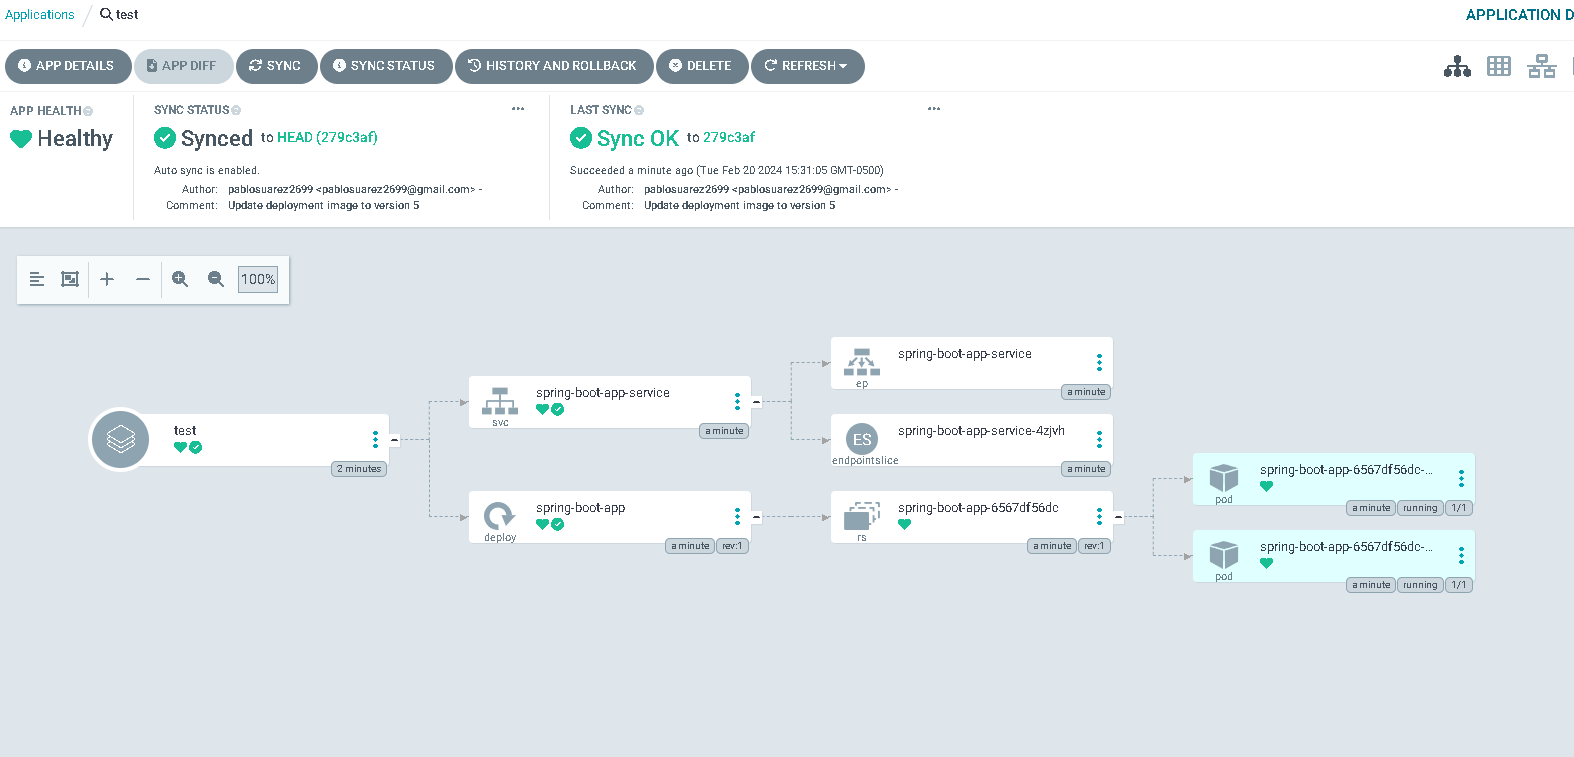 Applications / test
APPLICATION D
APP DETAILS
APP DIFF
SYNC
SYNC STATUS
HISTORY AND ROLLBACK
DELETE
REFRESH
APP HEALTH
Healthy
SYNC STATUS
Synced to HEAD (279c3af)
Auto sync is enabled.
Author: pablosuarez2699 <pablosuarez2699@gmail.com> -
Comment: Update deployment image to version 5
LAST SYNC
Sync OK to 279c3af
Succeeded a minute ago (Tue Feb 20 2024 15:31:05 GMT-0500)
Author: pablosuarez2699 <pablosuarez2699@gmail.com> -
Comment: Update deployment image to version 5
100%
test
2 minutes
spring-boot-app-service
svc
a minute
spring-boot-app
deploy
a minute
rev:1
spring-boot-app-service
ep
a minute
ES
spring-boot-app-service-4zjvh
endpointslice
a minute
spring-boot-app-6567df56dc
rs
a minute
rev:1
spring-boot-app-6567df56dc-...
pod
a minute
running
1/1
spring-boot-app-6567df56dc-...
pod
a minute
running
1/1